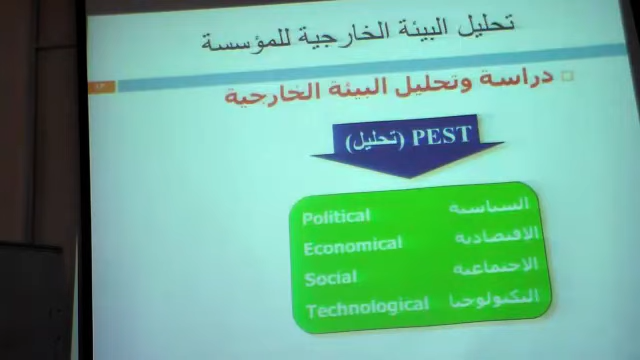 تحليل البيئة الخارجية للمؤسسة
دراسة وتحليل البيئة الخارجية
PEST (تحليل)
Political السياسية
Economical الاقتصادية
Social الاجتماعية
Technological التكنولوجيا